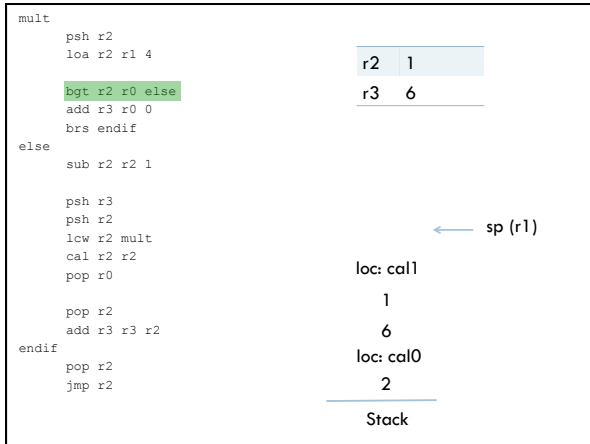 mult
psh r2
loa r2 r1 4
bgt r2 r0 else
add r3 r0 0
brs endif
else
sub r2 r2 1
psh r3
psh r2
lcw r2 mult
cal r2 r2
pop r0
pop r2
add r3 r3 r2
endif
pop r2
jmp r2
r2 1
r3 6
sp (r1)
loc: cal1
1
6
loc: cal0
2
Stack